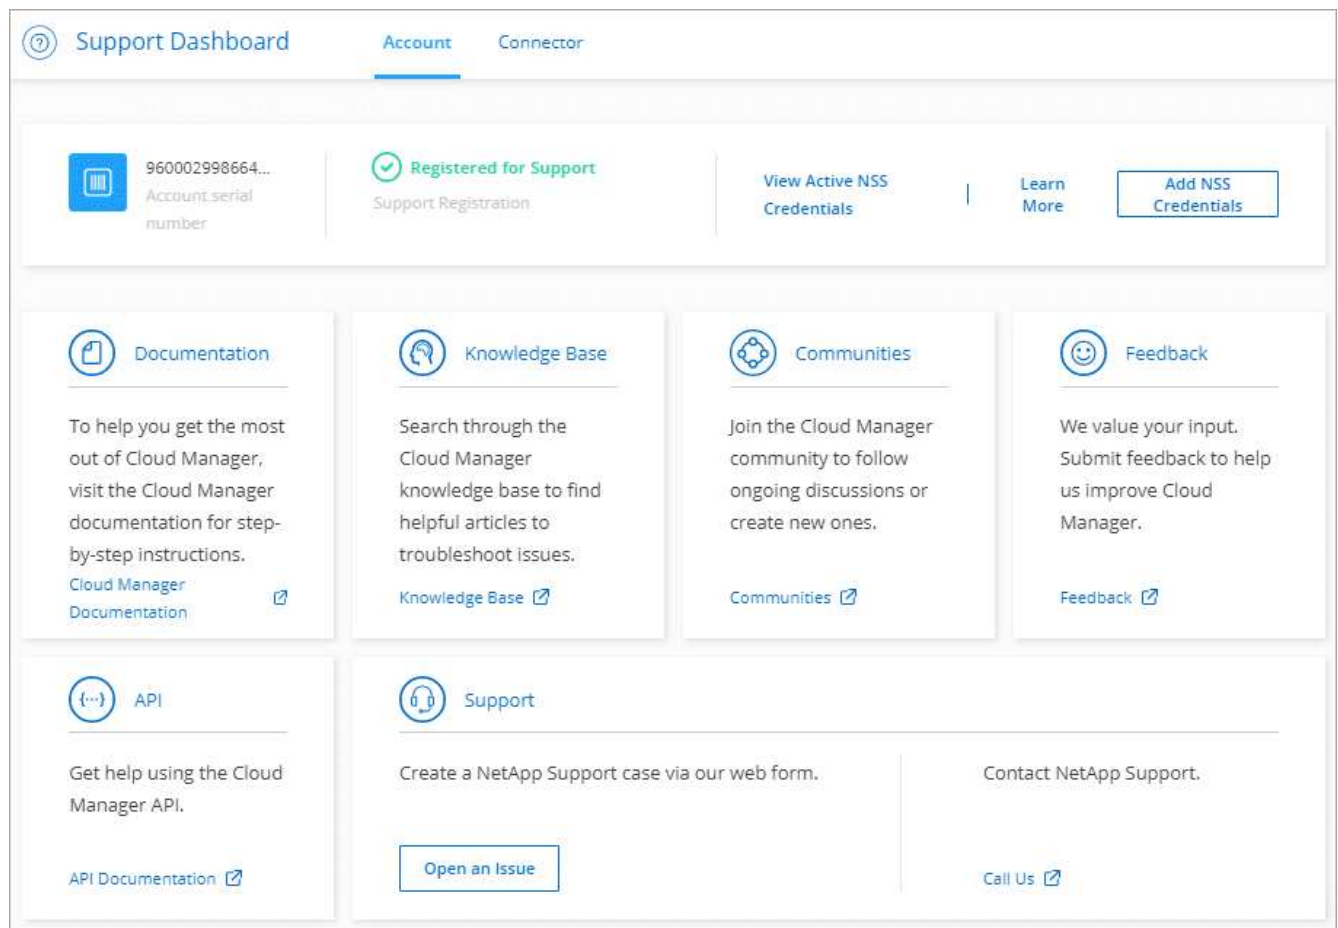 Support Dashboard
Account
Connector
960002998664...
Account serial
number
Registered for Support
Support Registration
View Active NSS
Credentials
Learn
More
Add NSS
Credentials
Documentation
To help you get the most
out of Cloud Manager,
visit the Cloud Manager
documentation for step-
by-step instructions.
Cloud Manager
Documentation
Knowledge Base
Search through the
Cloud Manager
knowledge base to find
helpful articles to
troubleshoot issues.
Knowledge Base
Communities
Join the Cloud Manager
community to follow
ongoing discussions or
create new ones.
Communities
Feedback
We value your input.
Submit feedback to help
us improve Cloud
Manager.
Feedback
API
Get help using the Cloud
Manager API.
API Documentation
Support
Create a NetApp Support case via our web form.
Open an Issue
Contact NetApp Support.
Call Us